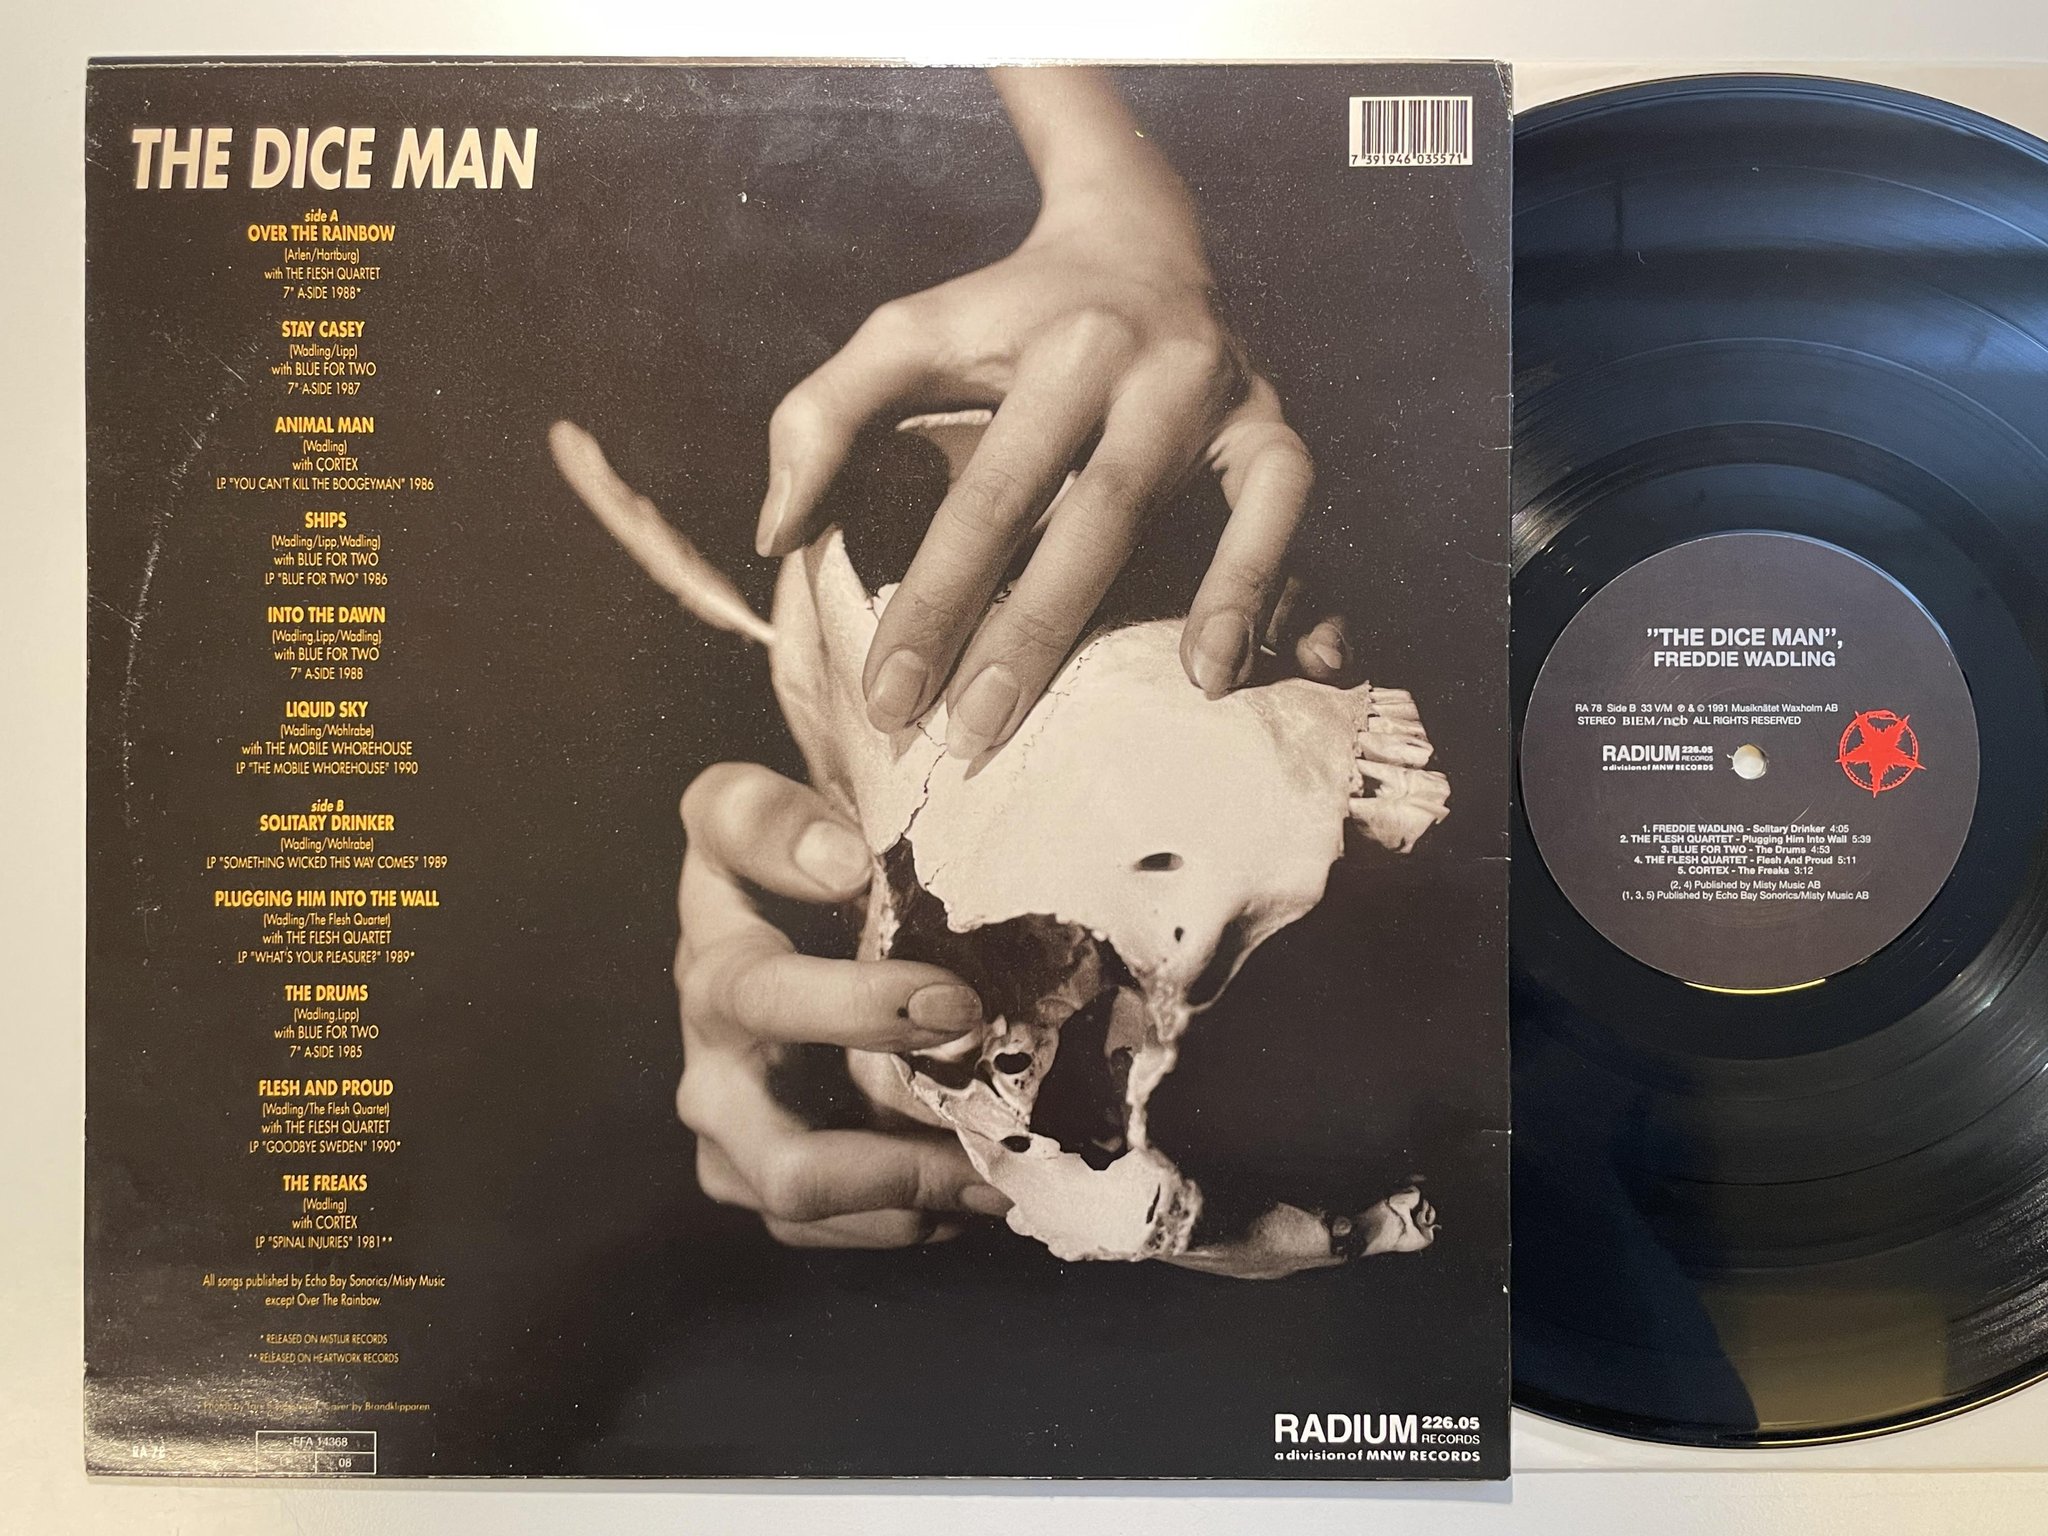 THE DICE MAN
side A
OVER THE RAINBOW
(Arlen/Hartburg)
with THE FLESH QUARTET
7" A-SIDE 1988*
STAY CASEY
(Wadling/Lipp)
with BLUE FOR TWO
7" A-SIDE 1987
ANIMAL MAN
(Wadling)
with CORTEX
LP "YOU CAN'T KILL THE BOOGEYMAN" 1986
SHIPS
(Wadling/Lipp,Wadling)
with BLUE FOR TWO
LP "BLUE FOR TWO" 1986
INTO THE DAWN
(Wadling,Lipp/Wadling)
with BLUE FOR TWO
7" A-SIDE 1988
LIQUID SKY
(Wadling/Wohlrabe)
with THE MOBILE WHOREHOUSE
LP "THE MOBILE WHOREHOUSE" 1990
side B
SOLITARY DRINKER
(Wadling/Wohlrabe)
LP "SOMETHING WICKED THIS WAY COMES" 1989
PLUGGING HIM INTO THE WALL
(Wadling/The Flesh Quartet)
with THE FLESH QUARTET
LP "WHAT'S YOUR PLEASURE?" 1989*
THE DRUMS
(Wadling,Lipp)
with BLUE FOR TWO
7" A-SIDE 1985
FLESH AND PROUD
(Wadling/The Flesh Quartet)
with THE FLESH QUARTET
LP "GOODBYE SWEDEN" 1990*
THE FREAKS
(Wadling)
with CORTEX
LP "SPINAL INJURIES" 1981**
All songs published by Echo Bay Sonorics/Misty Music
except Over The Rainbow.
* RELEASED ON MISTLUR RECORDS
** RELEASED ON HEARTWORK RECORDS
Photos by Cover by Brandklipparen
RA 78
EFA 14368
08
7 391946 035571
RADIUM 226.05
RECORDS
a division of MNW RECORDS
"THE DICE MAN",
FREDDIE WADLING
RA 78 Side B 33 V/M ℗ & © 1991 Musiknätet Waxholm AB
STEREO BIEM/ncb ALL RIGHTS RESERVED
RADIUM 226.05
RECORDS
a division of MNW RECORDS
1. FREDDIE WADLING - Solitary Drinker 4:05
2. THE FLESH QUARTET - Plugging Him Into Wall 5:39
3. BLUE FOR TWO - The Drums 4:53
4. THE FLESH QUARTET - Flesh And Proud 5:11
5. CORTEX - The Freaks 3:12
(2, 4) Published by Misty Music AB
(1, 3, 5) Published by Echo Bay Sonorics/Misty Music AB